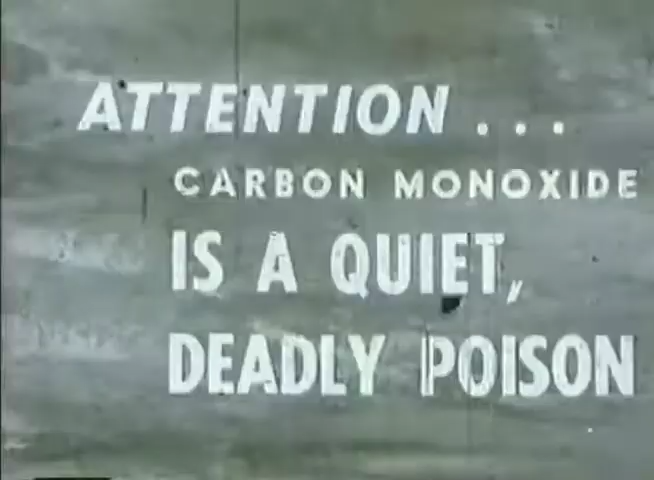 ATTENTION...
CARBON MONOXIDE
IS A QUIET,
DEADLY POISON